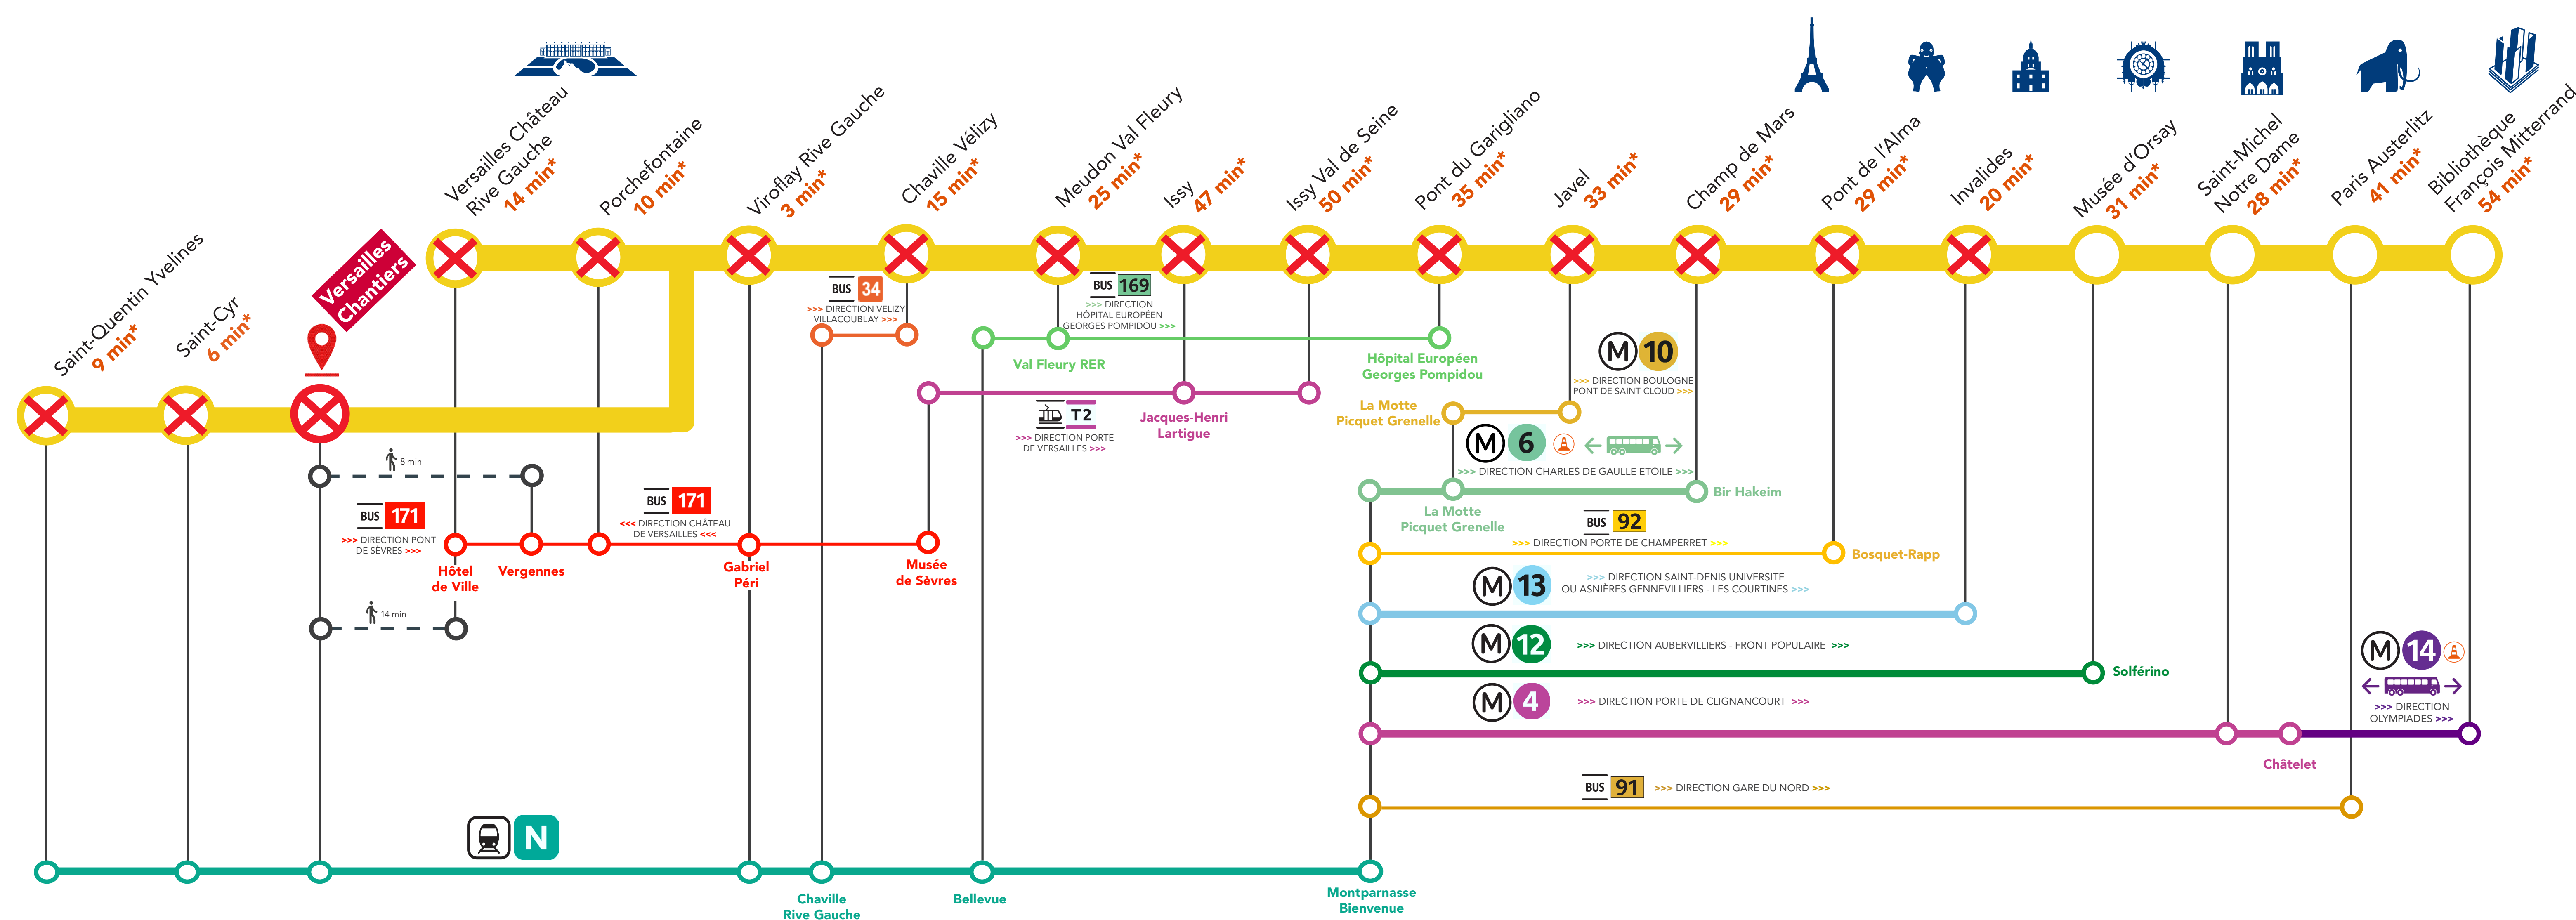 Saint-Quentin Yvelines
9 min*
Saint-Cyr
6 min*
Versailles
Chantiers
Versailles Château
Rive Gauche
14 min*
Porchefontaine
10 min*
Viroflay Rive Gauche
3 min*
Chaville Vélizy
15 min*
Meudon Val Fleury
25 min*
Issy
47 min*
Issy Val de Seine
50 min*
Pont du Garigliano
35 min*
Javel
33 min*
Champ de Mars
29 min*
Pont de l'Alma
29 min*
Invalides
20 min*
Musée d'Orsay
31 min*
Saint-Michel
Notre Dame
28 min*
Paris Austerlitz
41 min*
Bibliothèque
François Mitterrand
54 min*
BUS 34
>>> DIRECTION VELIZY
VILLACOUBLAY >>>
BUS 169
>>> DIRECTION
HÔPITAL EUROPÉEN
GEORGES POMPIDOU >>>
Val Fleury RER
Hôpital Européen
Georges Pompidou
M 10
>>> DIRECTION BOULOGNE
PONT DE SAINT-CLOUD >>>
T2
>>> DIRECTION PORTE
DE VERSAILLES >>>
Jacques-Henri
Lartigue
La Motte
Picquet Grenelle
M 6
>>> DIRECTION CHARLES DE GAULLE ETOILE >>>
Bir Hakeim
La Motte
Picquet Grenelle
8 min
BUS 171
>>> DIRECTION PONT
DE SÈVRES >>>
BUS 171
<<< DIRECTION CHÂTEAU
DE VERSAILLES <<<
Hôtel
de Ville
Vergennes
Gabriel
Péri
Musée
de Sèvres
14 min
BUS 92
>>> DIRECTION PORTE DE CHAMPERRET >>>
Bosquet-Rapp
M 13
>>> DIRECTION SAINT-DENIS UNIVERSITE
OU ASNIÈRES GENNEVILLIERS - LES COURTINES >>>
M 12
>>> DIRECTION AUBERVILLIERS - FRONT POPULAIRE >>>
Solférino
M 4
>>> DIRECTION PORTE DE CLIGNANCOURT >>>
M 14
>>> DIRECTION
OLYMPIADES >>>
Châtelet
BUS 91
>>> DIRECTION GARE DU NORD >>>
N
Chaville
Rive Gauche
Bellevue
Montparnasse
Bienvenue